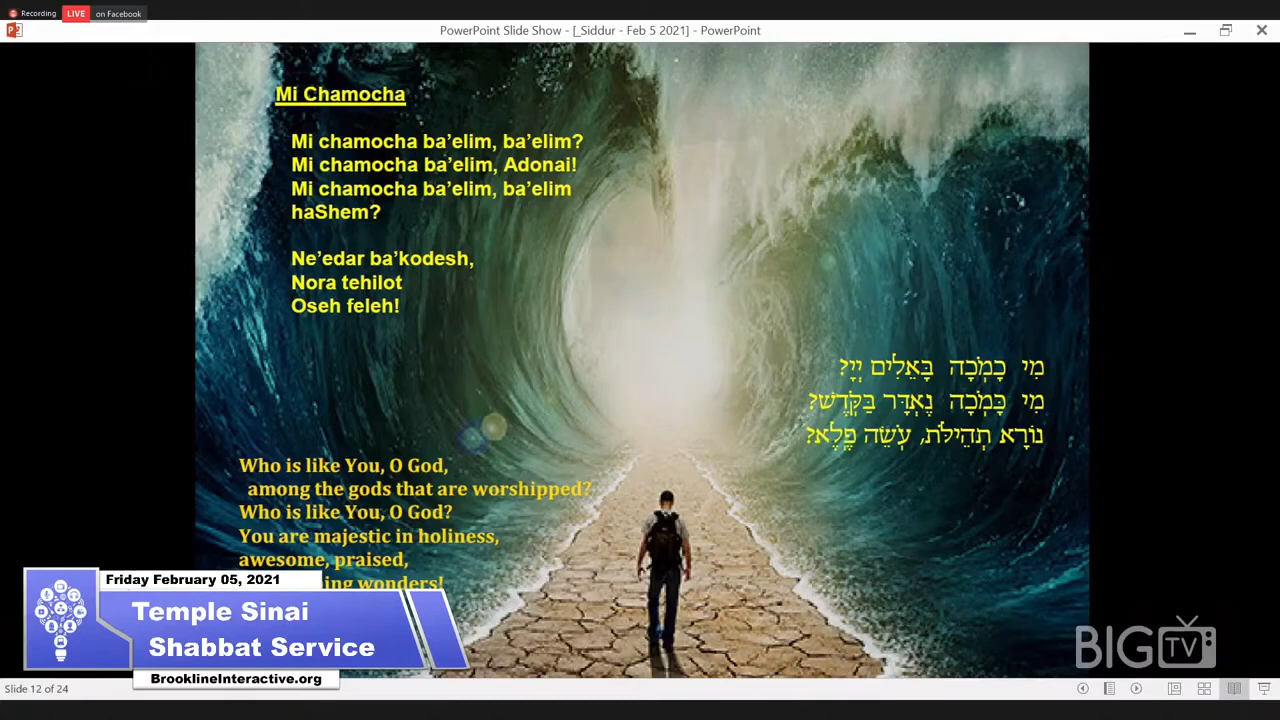 Recording
LIVE
on Facebook
PowerPoint Slide Show - [_Siddur - Feb 5 2021] - PowerPoint
Mi Chamocha
Mi chamocha ba’elim, ba’elim?
Mi chamocha ba’elim, Adonai!
Mi chamocha ba’elim, ba’elim
haShem?
Ne’edar ba’kodesh,
Nora tehilot
Oseh feleh!
מִי כָמֹֽכָה בָּאֵלִים יְיָ?
מִי כָּמֹֽכָה נֶאְדָּר בַּקֹּֽדֶשׁ?
נוֹרָא תְהִילֹּת, עֹֽשֵׂה פֶֽלֶא?
Who is like You, O God,
among the gods that are worshipped?
Who is like You, O God?
You are majestic in holiness,
awesome, praised,
wonders!
Friday February 05, 2021
Temple Sinai
Shabbat Service
BrooklineInteractive.org
BIG TV
Slide 12 of 24